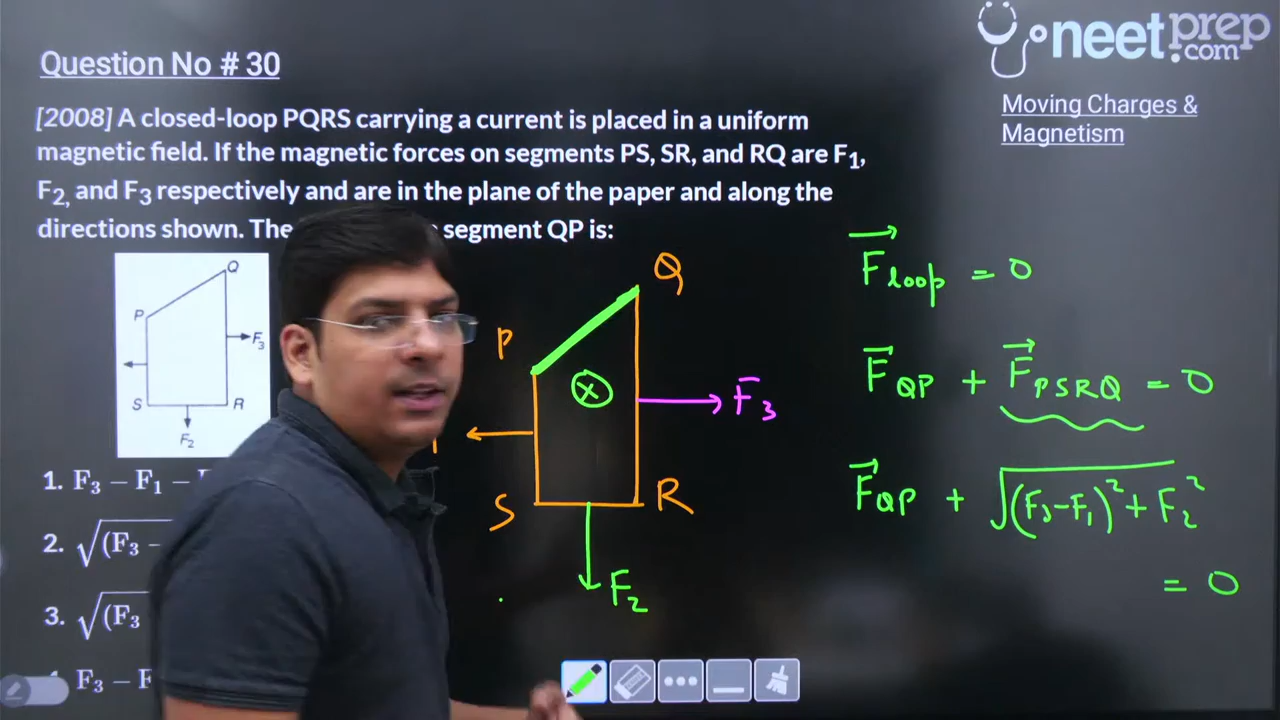 Question No # 30
neetprep
.com
Moving Charges &
Magnetism
[2008] A closed-loop PQRS carrying a current is placed in a uniform
magnetic field. If the magnetic forces on segments PS, SR, and RQ are F₁,
F₂, and F₃ respectively and are in the plane of the paper and along the
directions shown. The segment QP is:
Q
P
F₃
S R
F₂
Q
P
⊗
F₃
S R
F₂
F⃗ loop = 0
F⃗ QP + F⃗ PSRQ = 0
F⃗ QP + √(F₃-F₁)² + F₂²
= 0
1. F₃ − F₁ −
2. √(F₃ −
3. √(F₃
F₃ − F